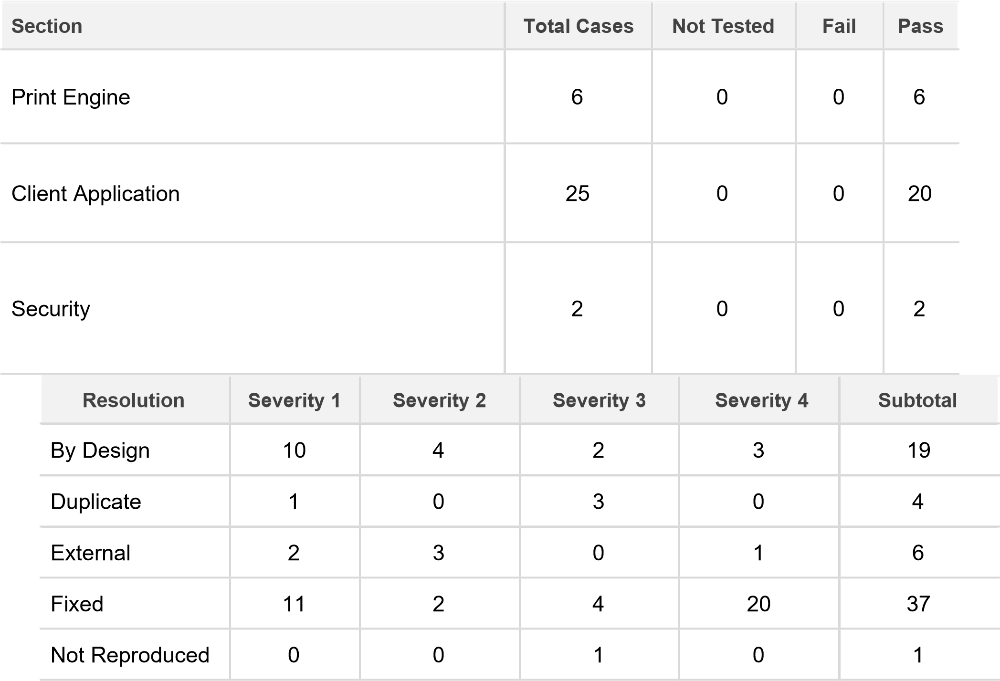 Section Total Cases Not Tested Fail Pass
Print Engine 6 0 0 6
Client Application 25 0 0 20
Security 2 0 0 2
Resolution Severity 1 Severity 2 Severity 3 Severity 4 Subtotal
By Design 10 4 2 3 19
Duplicate 1 0 3 0 4
External 2 3 0 1 6
Fixed 11 2 4 20 37
Not Reproduced 0 0 1 0 1